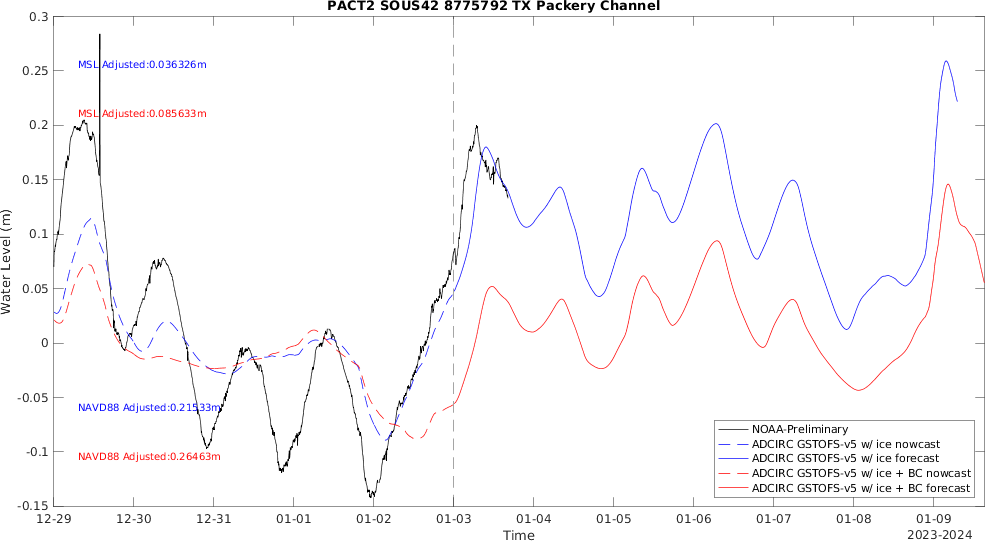 PACT2 SOUS42 8775792 TX Packery Channel
0.3
0.25
0.2
0.15
0.1
0.05
0
-0.05
-0.1
-0.15
Water Level (m)
MSL Adjusted:0.036326m
MSL Adjusted:0.085633m
NAVD88 Adjusted:0.21533m
NAVD88 Adjusted:0.26463m
NOAA-Preliminary
ADCIRC GSTOFS-v5 w/ ice nowcast
ADCIRC GSTOFS-v5 w/ ice forecast
ADCIRC GSTOFS-v5 w/ ice + BC nowcast
ADCIRC GSTOFS-v5 w/ ice + BC forecast
12-29 12-30 12-31 01-01 01-02 01-03 01-04 01-05 01-06 01-07 01-08 01-09
Time
2023-2024